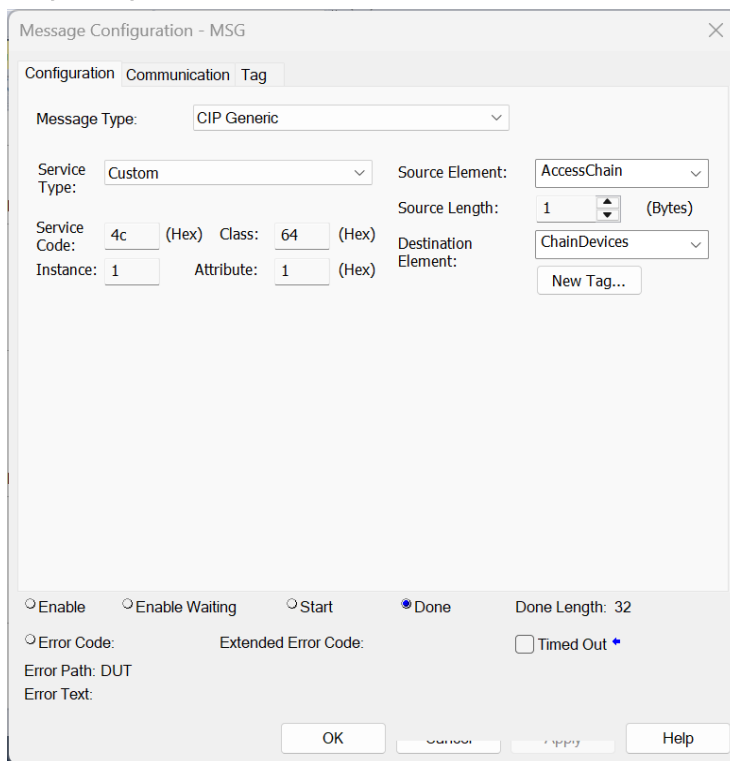 Message Configuration - MSG
Configuration Communication Tag
Message Type: CIP Generic
Service Type: Custom
Source Element: AccessChain
Source Length: 1 (Bytes)
Service Code: 4c (Hex) Class: 64 (Hex)
Destination Element: ChainDevices
Instance: 1 Attribute: 1 (Hex)
New Tag...
Enable Enable Waiting Start Done Done Length: 32
Error Code: Extended Error Code: Timed Out
Error Path: DUT
Error Text:
OK Help